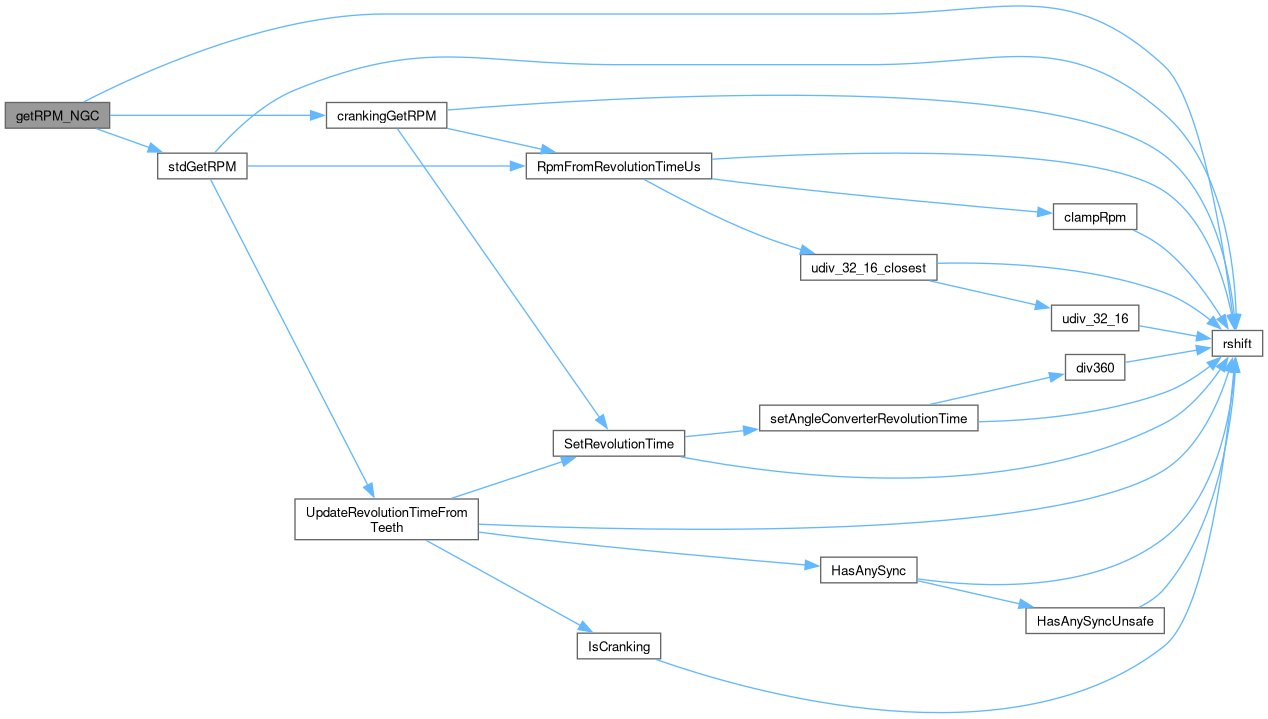 getRPM_NGC
crankingGetRPM
stdGetRPM
RpmFromRevolutionTimeUs
clampRpm
udiv_32_16_closest
udiv_32_16
rshift
div360
setAngleConverterRevolutionTime
SetRevolutionTime
UpdateRevolutionTimeFrom
Teeth
HasAnySync
HasAnySyncUnsafe
IsCranking